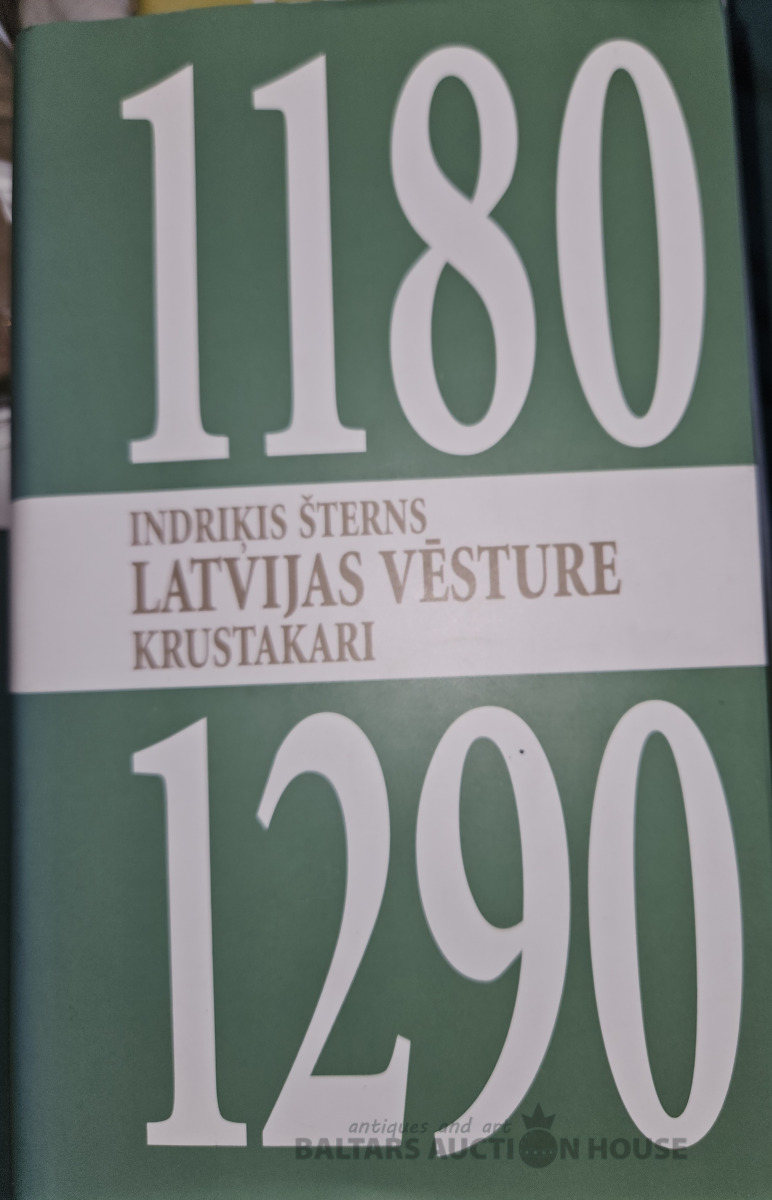 1180
INDRIĶIS ŠTERNS
LATVIJAS VĒSTURE
KRUSTAKARI
1290
antiques and art
BALTARS AUCTION HOUSE